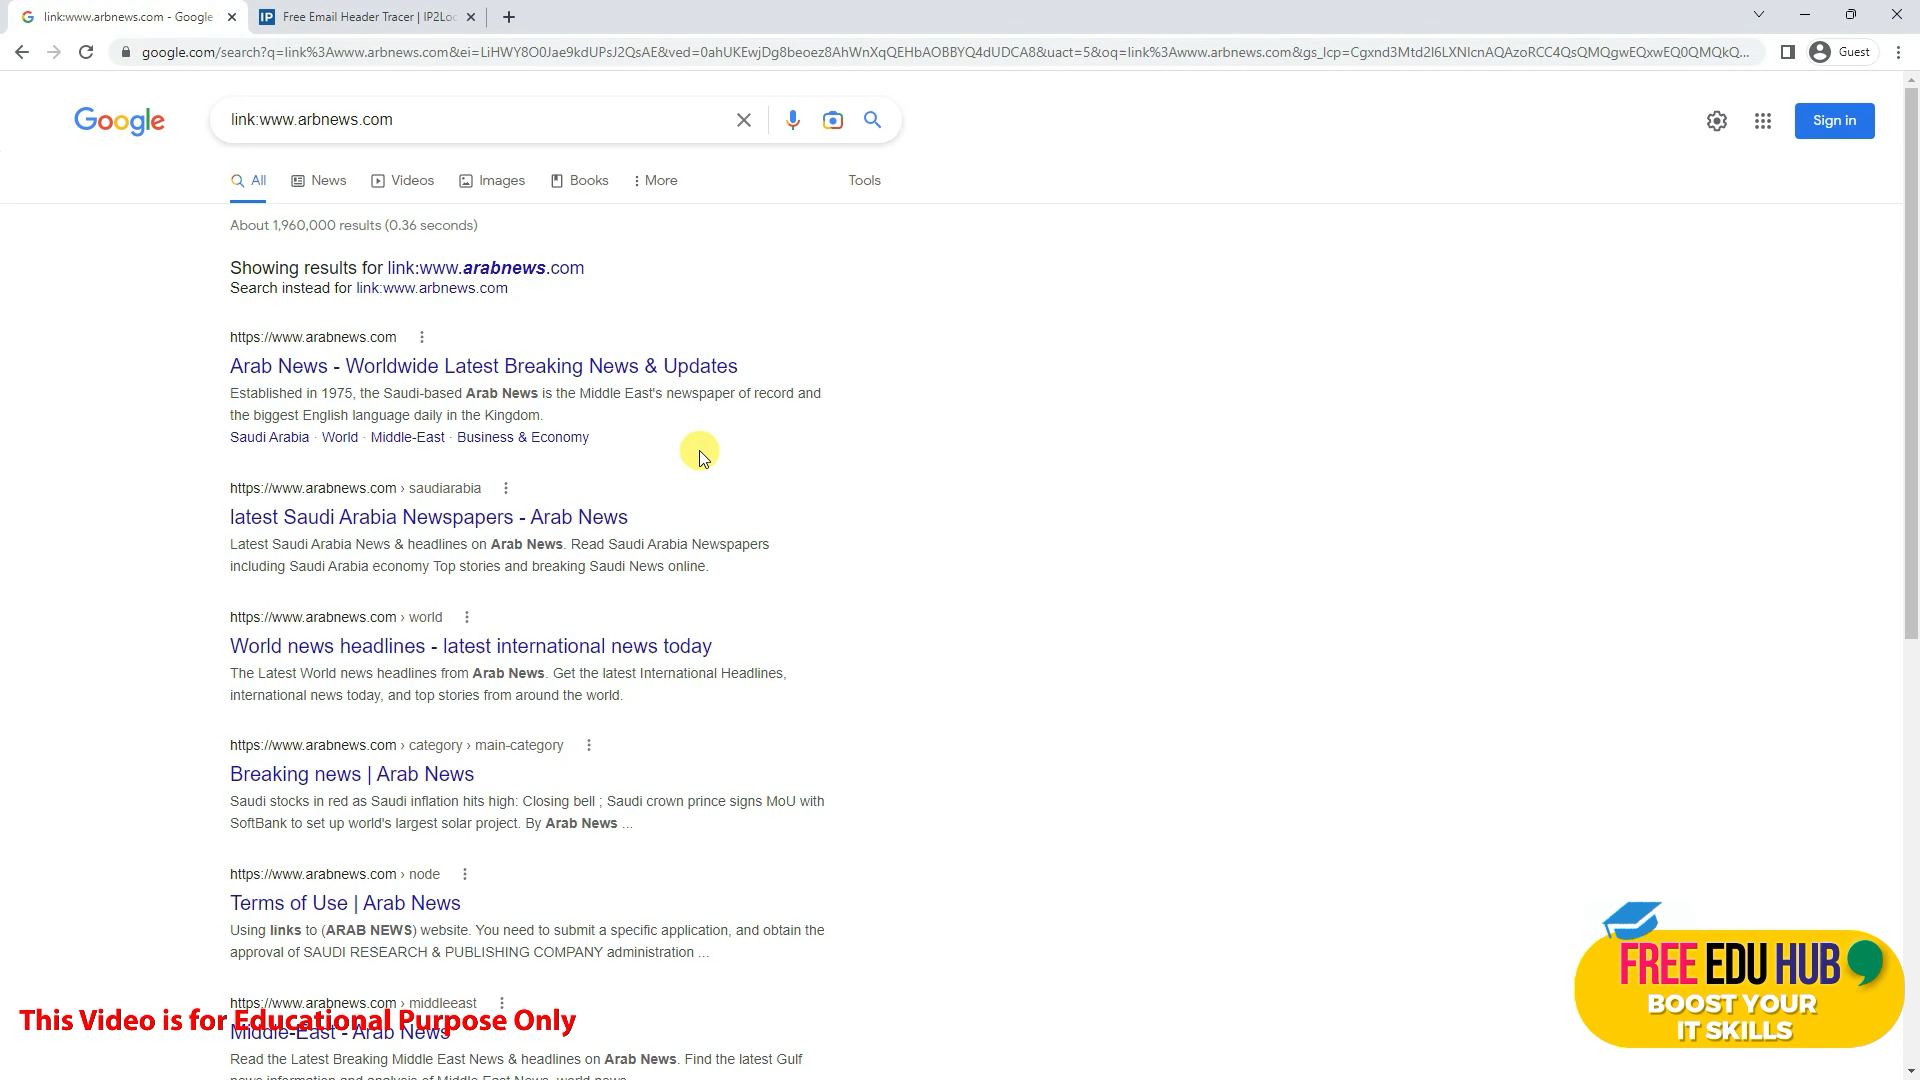 link:www.arbnews.com - Google
Free Email Header Tracer | IP2Loc
google.com/search?q=link%3Awww.arbnews.com&ei=LiHWY8O0Jae9kdUPsJ2QsAE&ved=0ahUKEwjDg8beoez8AhWnXqQEHbAOBBYQ4dUDCA8&uact=5&oq=link%3Awww.arbnews.com&gs_lcp=Cgxnd3Mtd2l6LXNlcnAQAzoRCC4QsQMQgwEQxwEQ0QMQkQ...
Guest
Google
link:www.arbnews.com
Sign in
All
News
Videos
Images
Books
More
Tools
About 1,960,000 results (0.36 seconds)
Showing results for link:www.arabnews.com
Search instead for link:www.arbnews.com
https://www.arabnews.com
Arab News - Worldwide Latest Breaking News & Updates
Established in 1975, the Saudi-based Arab News is the Middle East's newspaper of record and
the biggest English language daily in the Kingdom.
Saudi Arabia · World · Middle-East · Business & Economy
https://www.arabnews.com › saudiarabia
latest Saudi Arabia Newspapers - Arab News
Latest Saudi Arabia News & headlines on Arab News. Read Saudi Arabia Newspapers
including Saudi Arabia economy Top stories and breaking Saudi News online.
https://www.arabnews.com › world
World news headlines - latest international news today
The Latest World news headlines from Arab News. Get the latest International Headlines,
international news today, and top stories from around the world.
https://www.arabnews.com › category › main-category
Breaking news | Arab News
Saudi stocks in red as Saudi inflation hits high: Closing bell ; Saudi crown prince signs MoU with
SoftBank to set up world's largest solar project. By Arab News ...
https://www.arabnews.com › node
Terms of Use | Arab News
Using links to (ARAB NEWS) website. You need to submit a specific application, and obtain the
approval of SAUDI RESEARCH & PUBLISHING COMPANY administration ...
https://www.arabnews.com › middleeast
This Video is for Educational Purpose Only
Middle-East - Arab News
Read the Latest Breaking Middle East News & headlines on Arab News. Find the latest Gulf
FREE EDU HUB
BOOST YOUR
IT SKILLS